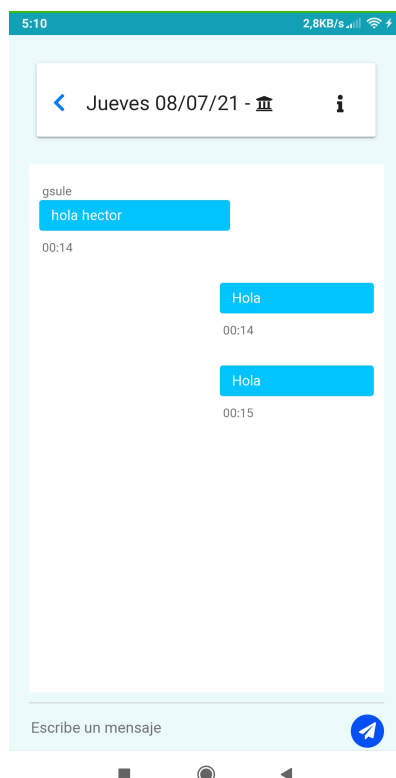 5:10 2,8KB/s
Jueves 08/07/21 -
gsule
hola hector
00:14
Hola
00:14
Hola
00:15
Escribe un mensaje